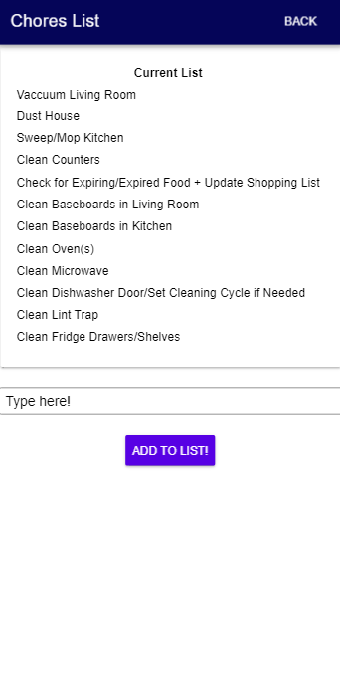 Chores List BACK
Current List
Vaccuum Living Room
Dust House
Sweep/Mop Kitchen
Clean Counters
Check for Expiring/Expired Food + Update Shopping List
Clean Baseboards in Living Room
Clean Baseboards in Kitchen
Clean Oven(s)
Clean Microwave
Clean Dishwasher Door/Set Cleaning Cycle if Needed
Clean Lint Trap
Clean Fridge Drawers/Shelves
Type here!
ADD TO LIST!